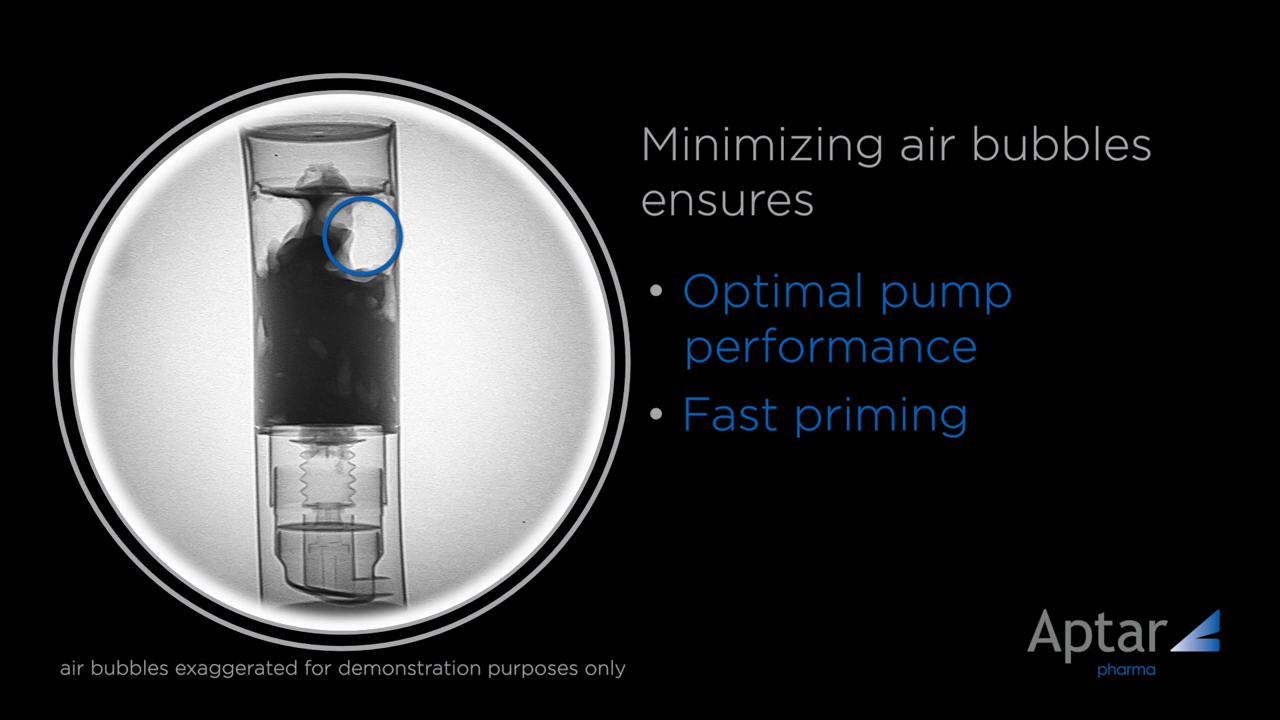 Minimizing air bubbles
ensures
• Optimal pump
performance
• Fast priming
Aptar
pharma
air bubbles exaggerated for demonstration purposes only